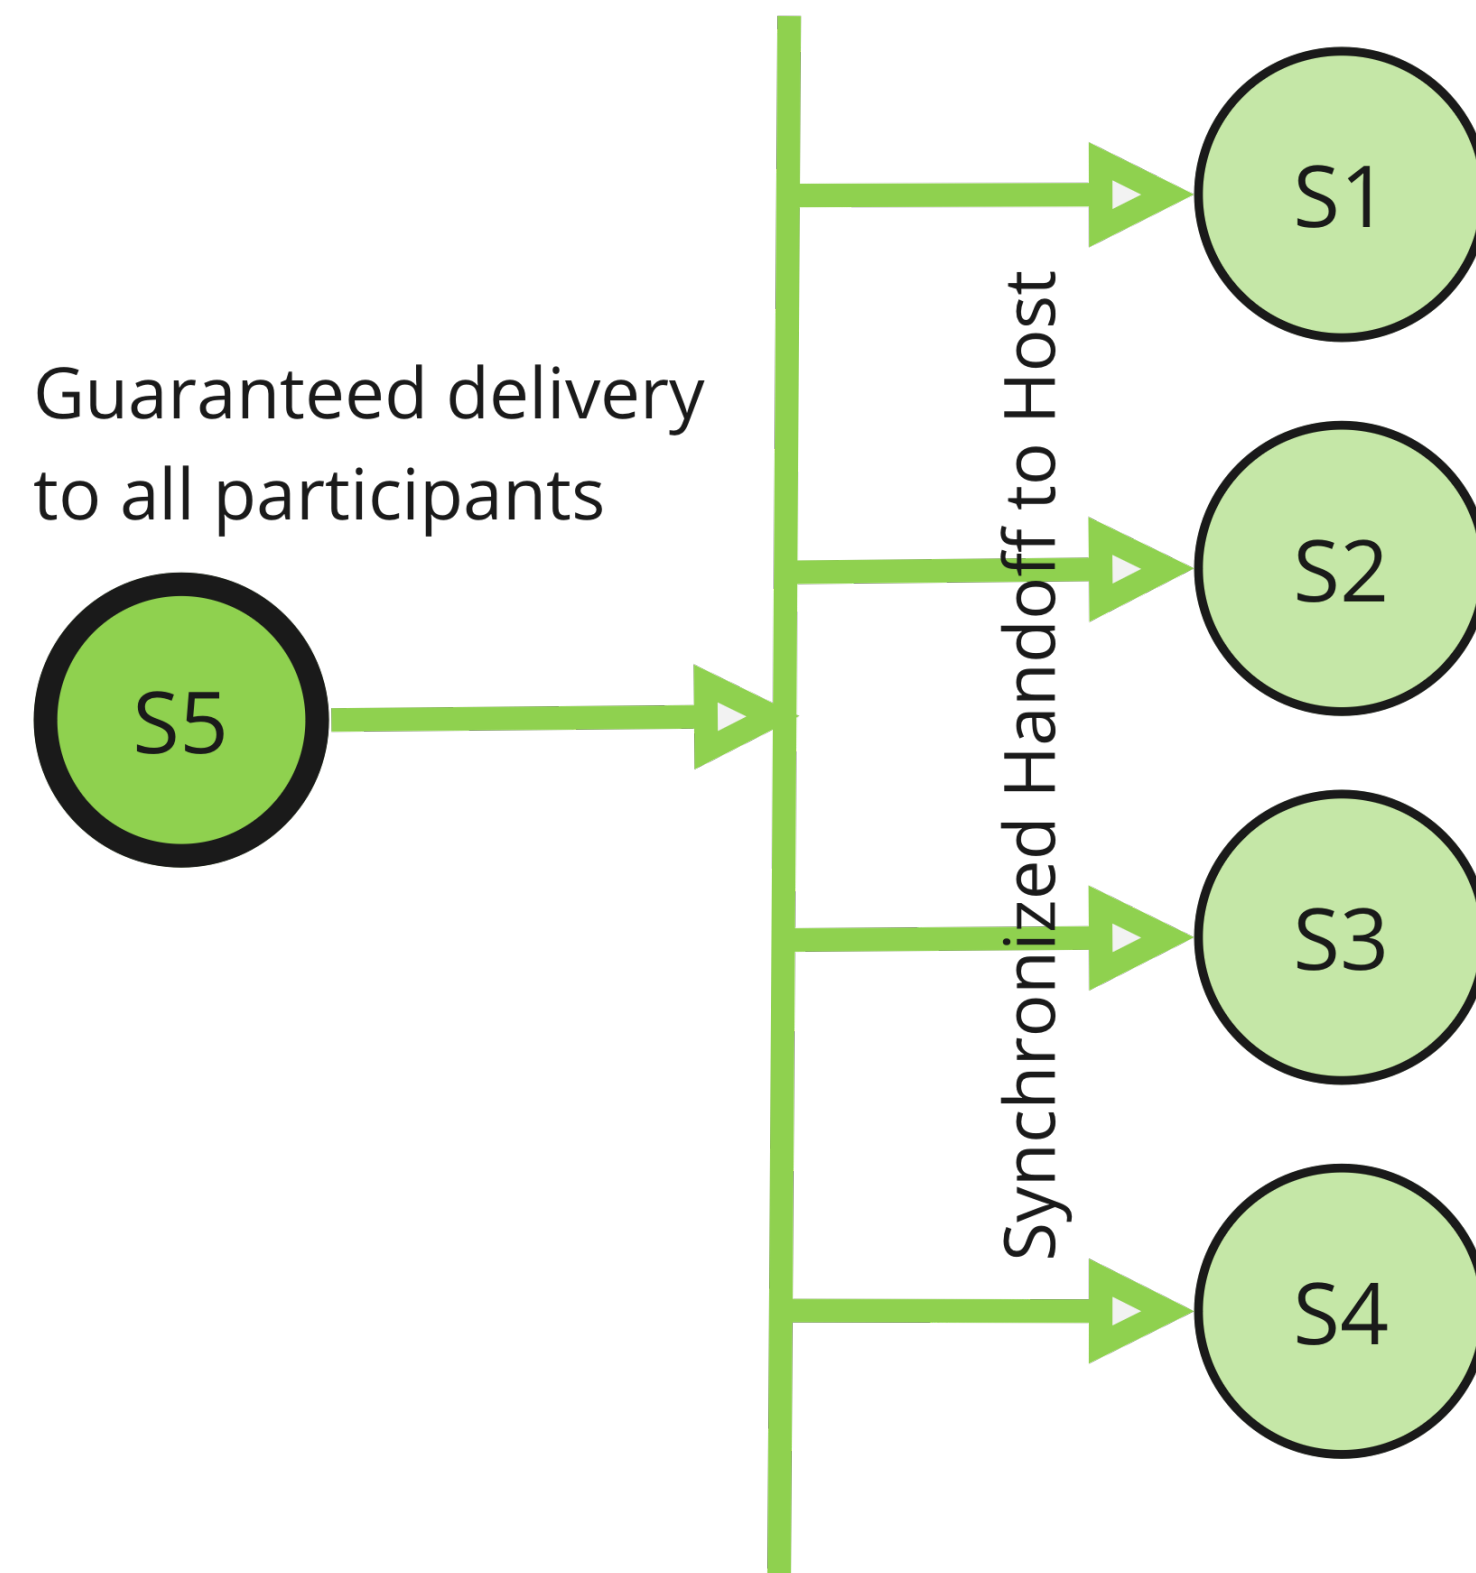 Guaranteed delivery
to all participants
S5
Synchronized Handoff to Host
S1
S2
S3
S4